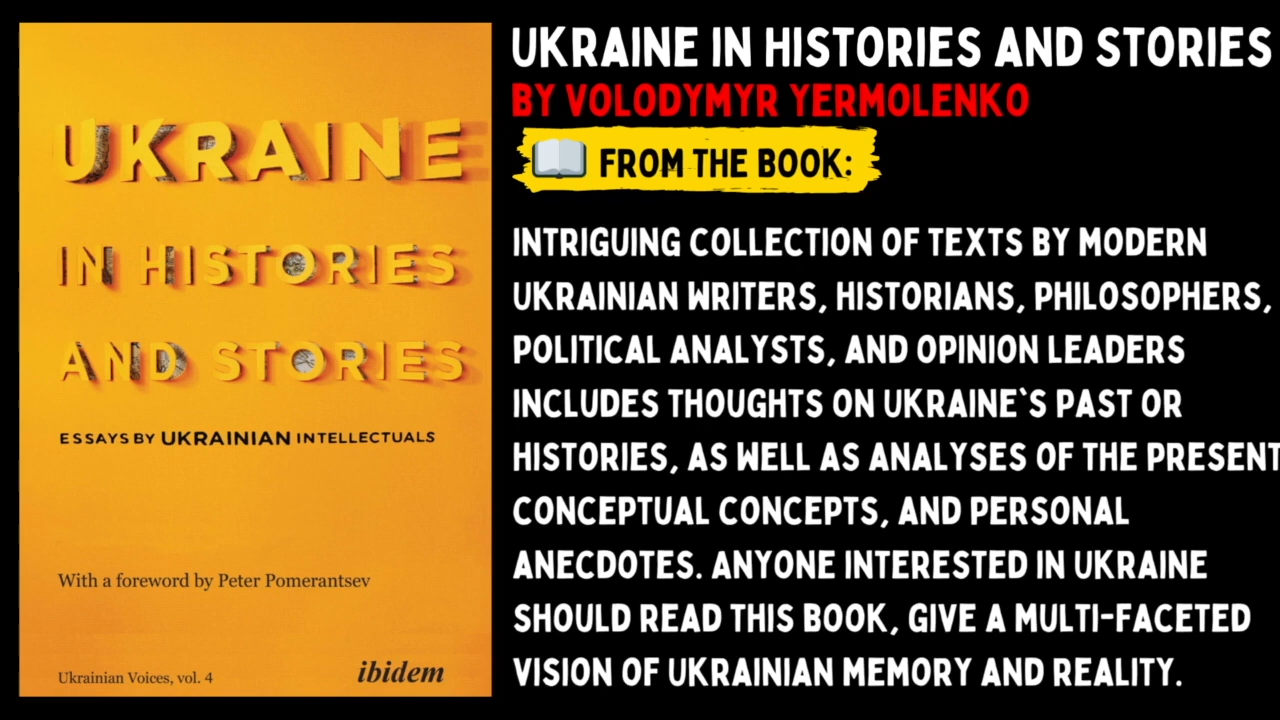 UKRAINE
IN HISTORIES
AND STORIES
ESSAYS BY UKRAINIAN INTELLECTUALS
With a foreword by Peter Pomerantsev
Ukrainian Voices, vol. 4
ibidem
UKRAINE IN HISTORIES AND STORIES
BY VOLODYMYR YERMOLENKO
FROM THE BOOK:
INTRIGUING COLLECTION OF TEXTS BY MODERN
UKRAINIAN WRITERS, HISTORIANS, PHILOSOPHERS,
POLITICAL ANALYSTS, AND OPINION LEADERS
INCLUDES THOUGHTS ON UKRAINE`S PAST OR
HISTORIES, AS WELL AS ANALYSES OF THE PRESENT
CONCEPTUAL CONCEPTS, AND PERSONAL
ANECDOTES. ANYONE INTERESTED IN UKRAINE
SHOULD READ THIS BOOK, GIVE A MULTI-FACETED
VISION OF UKRAINIAN MEMORY AND REALITY.